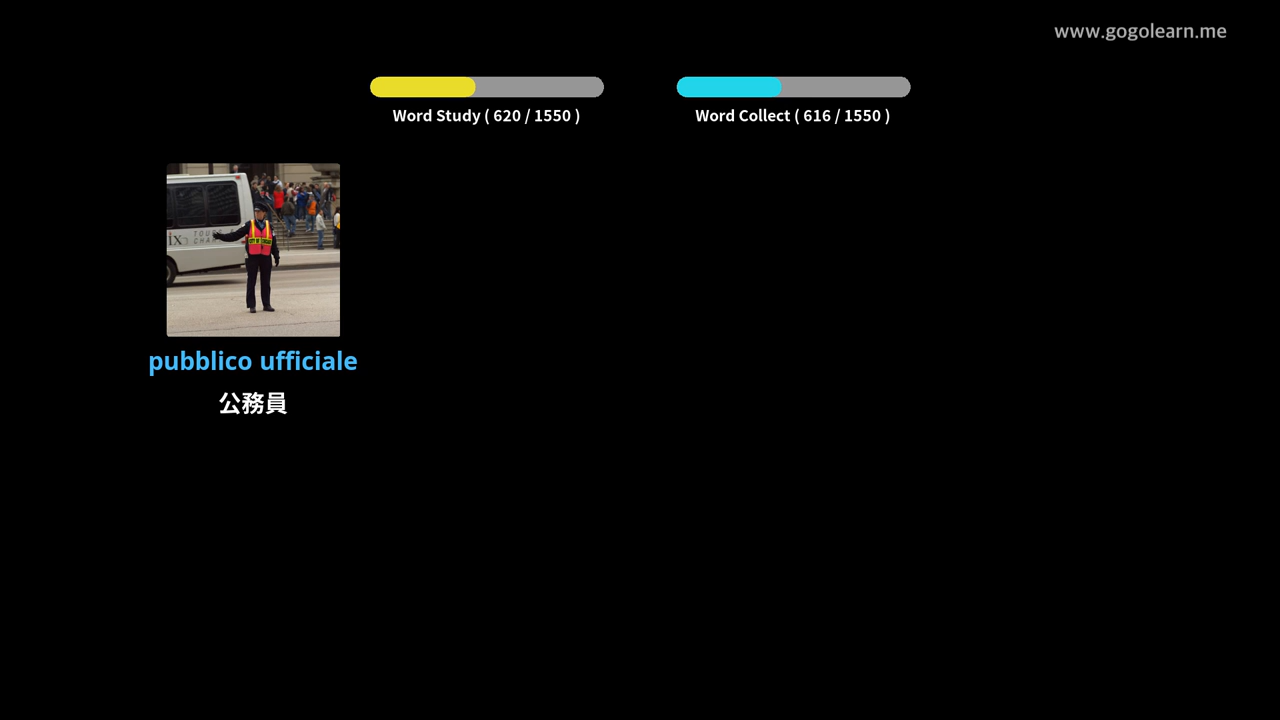 www.gogolearn.me
Word Study ( 620 / 1550 )
Word Collect ( 616 / 1550 )
pubblico ufficiale
公務員